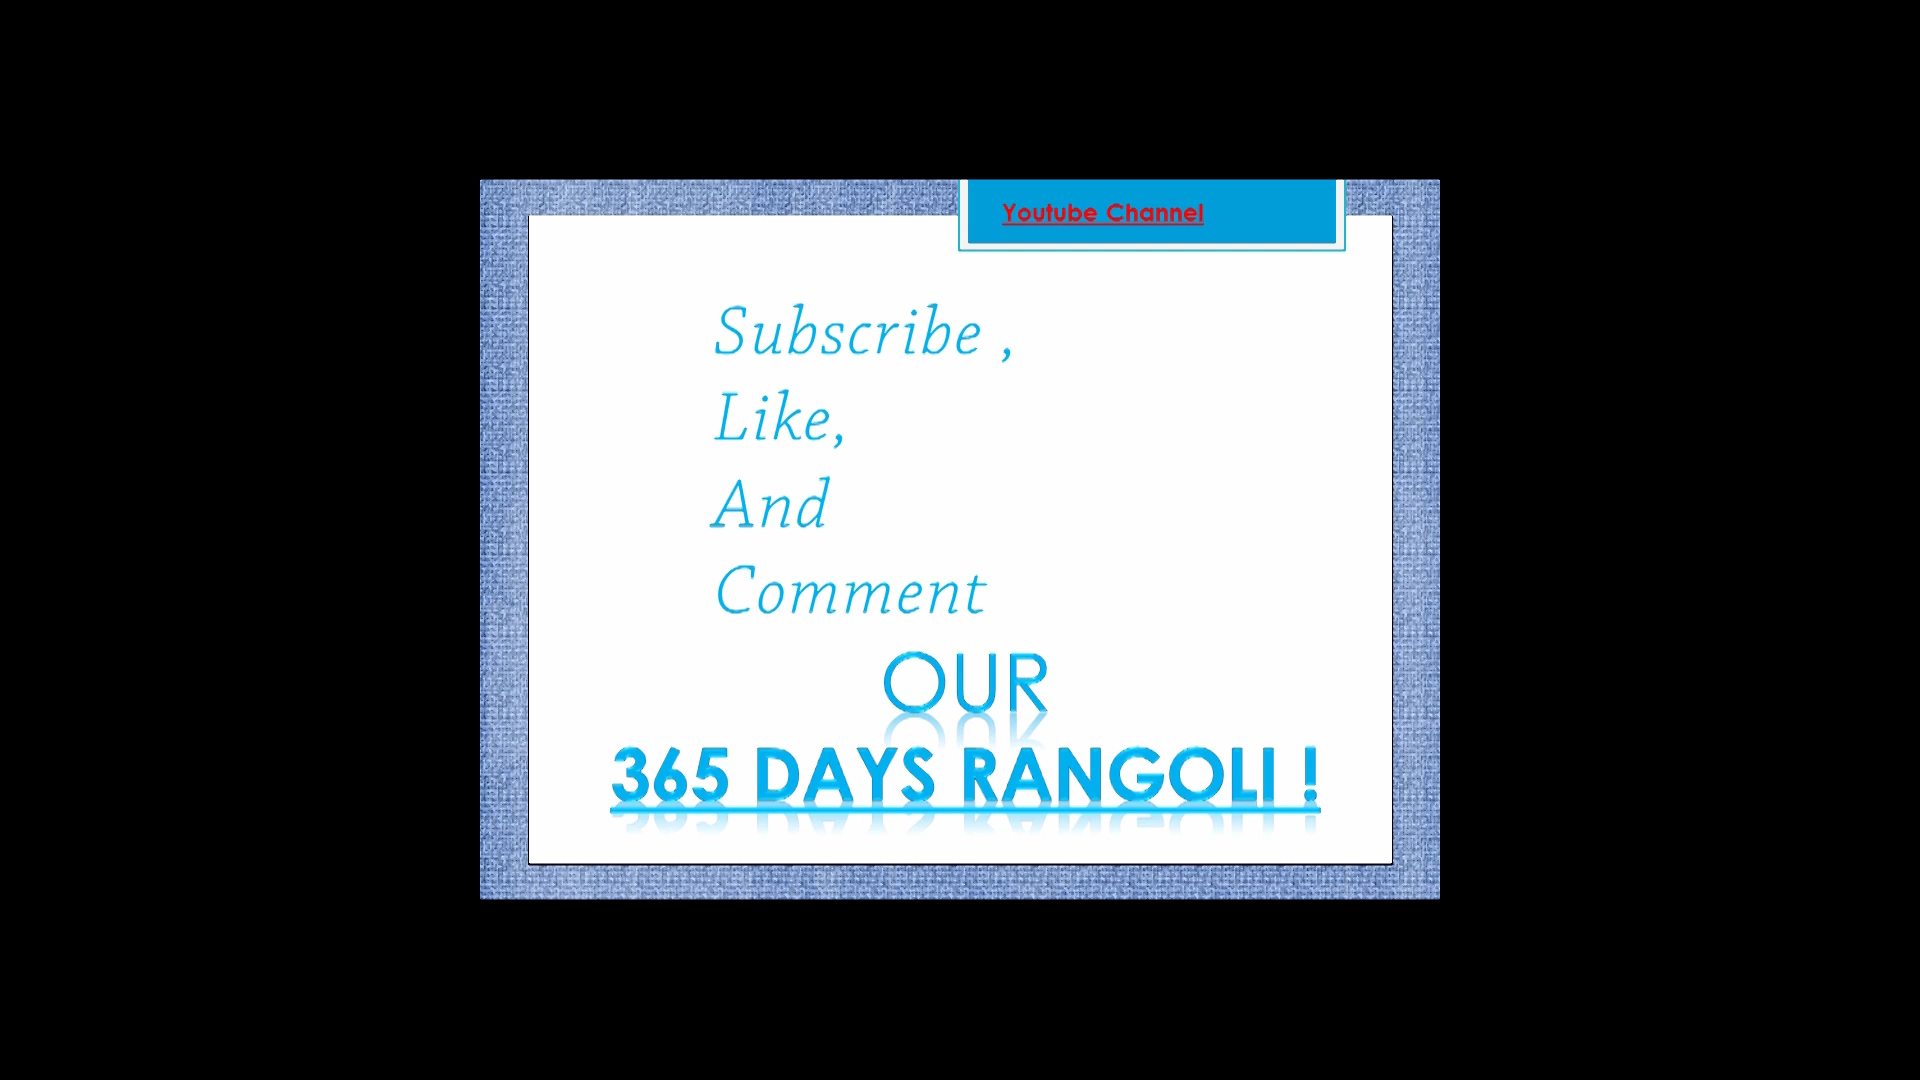 Youtube Channel
Subscribe ,
Like,
And
Comment
OUR
365 DAYS RANGOLI !